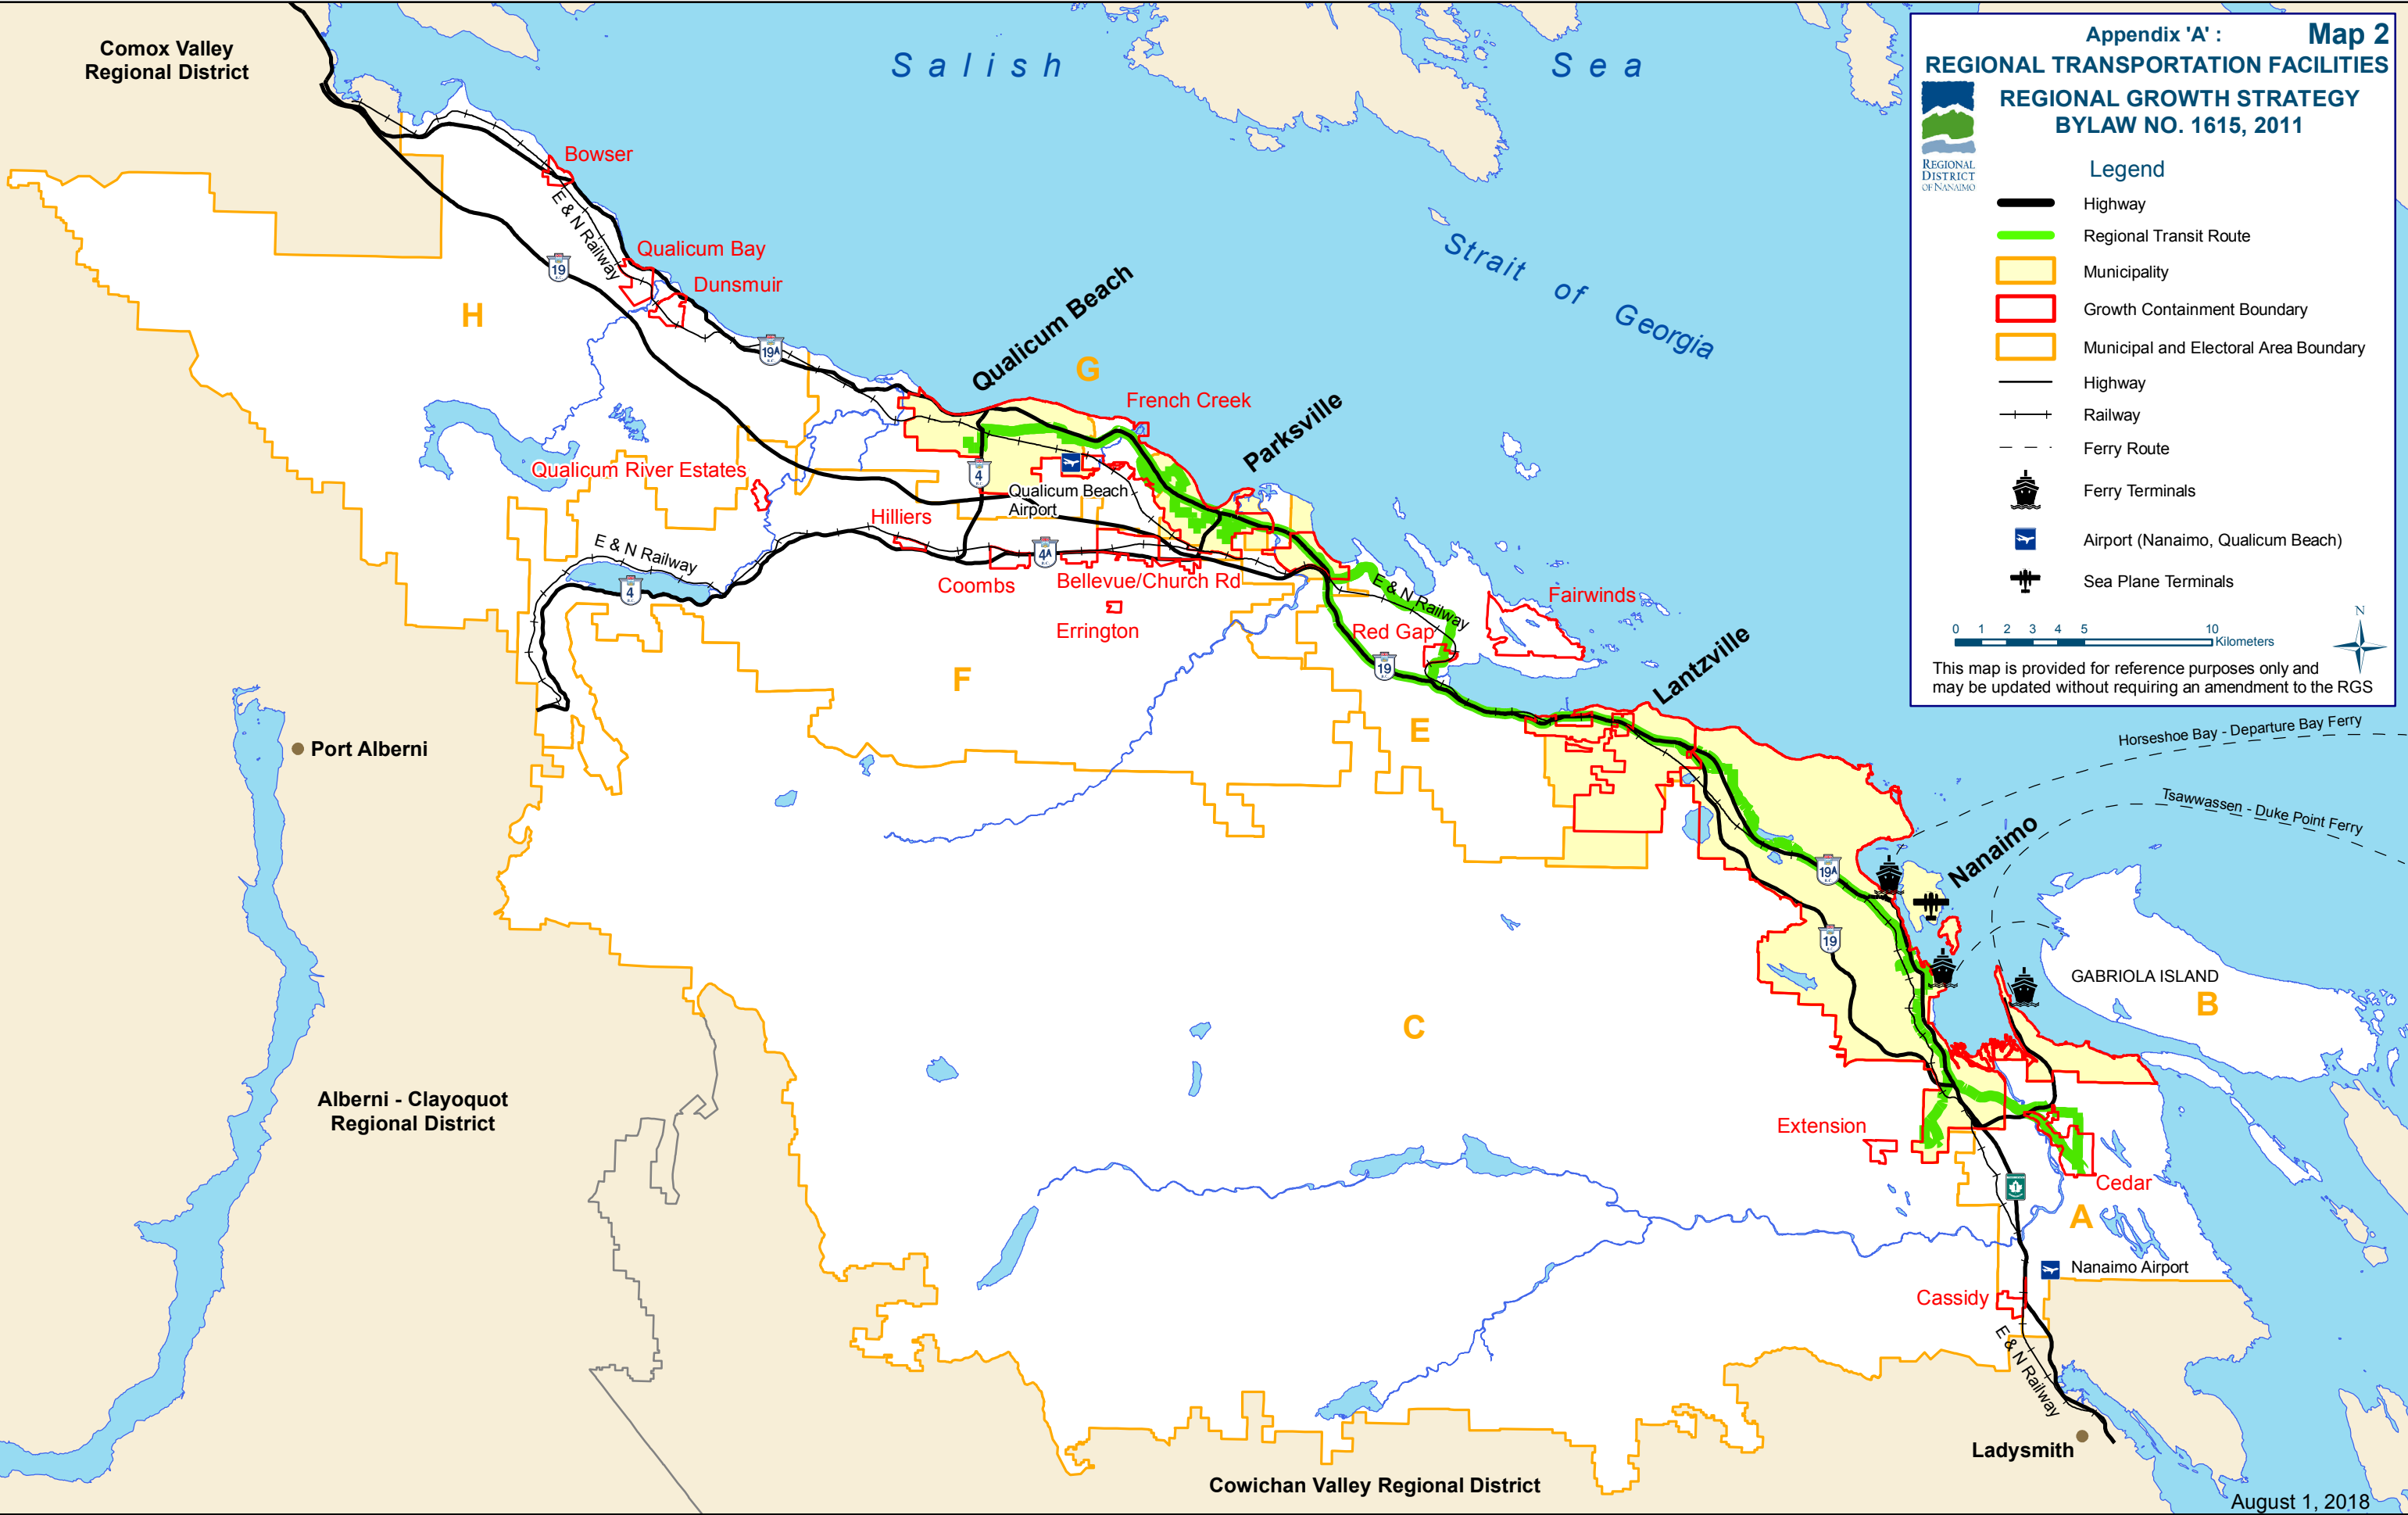 Comox Valley
Regional District
Salish Sea
Appendix 'A' :
Map 2
REGIONAL TRANSPORTATION FACILITIES
REGIONAL GROWTH STRATEGY
BYLAW NO. 1615, 2011
REGIONAL
DISTRICT
OF NANAIMO
Legend
Highway
Regional Transit Route
Municipality
Growth Containment Boundary
Municipal and Electoral Area Boundary
Highway
Railway
Ferry Route
Ferry Terminals
Airport (Nanaimo, Qualicum Beach)
Sea Plane Terminals
N
0 1 2 3 4 5 10
Kilometers
This map is provided for reference purposes only and
may be updated without requiring an amendment to the RGS
Bowser
E & N Railway
Qualicum Bay
19
Dunsmuir
H
19A
Strait of Georgia
Qualicum Beach
G
French Creek
Parksville
Qualicum River Estates
4
Qualicum Beach
Airport
Hilliers
E & N Railway
4A
4
Coombs
Bellevue/Church Rd
Errington
E & N Railway
Fairwinds
Red Gap
19
Lantzville
F
E
Port Alberni
Horseshoe Bay - Departure Bay Ferry
Tsawwassen - Duke Point Ferry
Nanaimo
19A
19
GABRIOLA ISLAND
B
C
Alberni - Clayoquot
Regional District
Extension
1
Cedar
A
Nanaimo Airport
Cassidy
E & N Railway
Ladysmith
Cowichan Valley Regional District
August 1, 2018